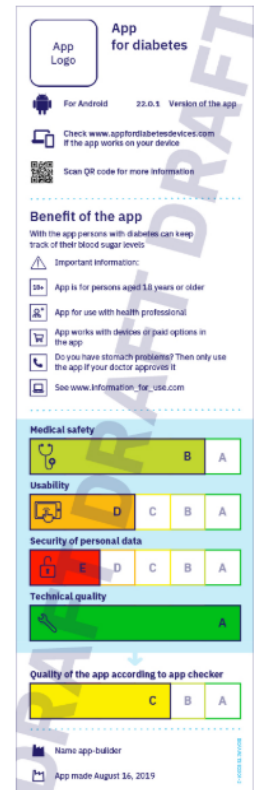 App
for diabetes
App
Logo
For Android 22.0.1 Version of the app
Check www.appfordiabetesdevices.com
if the app works on your device
Scan QR code for more information
Benefit of the app
With the app persons with diabetes can keep
track of their blood sugar levels
Important information:
18+ App is for persons aged 18 years or older
App for use with health professional
App works with devices or paid options in
the app
Do you have stomach problems? Then only use
the app if your doctor approves it
See www.information_for_use.com
Medical safety
B A
Usability
D C B A
Security of personal data
E D C B A
Technical quality
A
Quality of the app according to app checker
C B A
Name app-builder
App made August 16, 2019
DRAFT DRAFT DRAFT